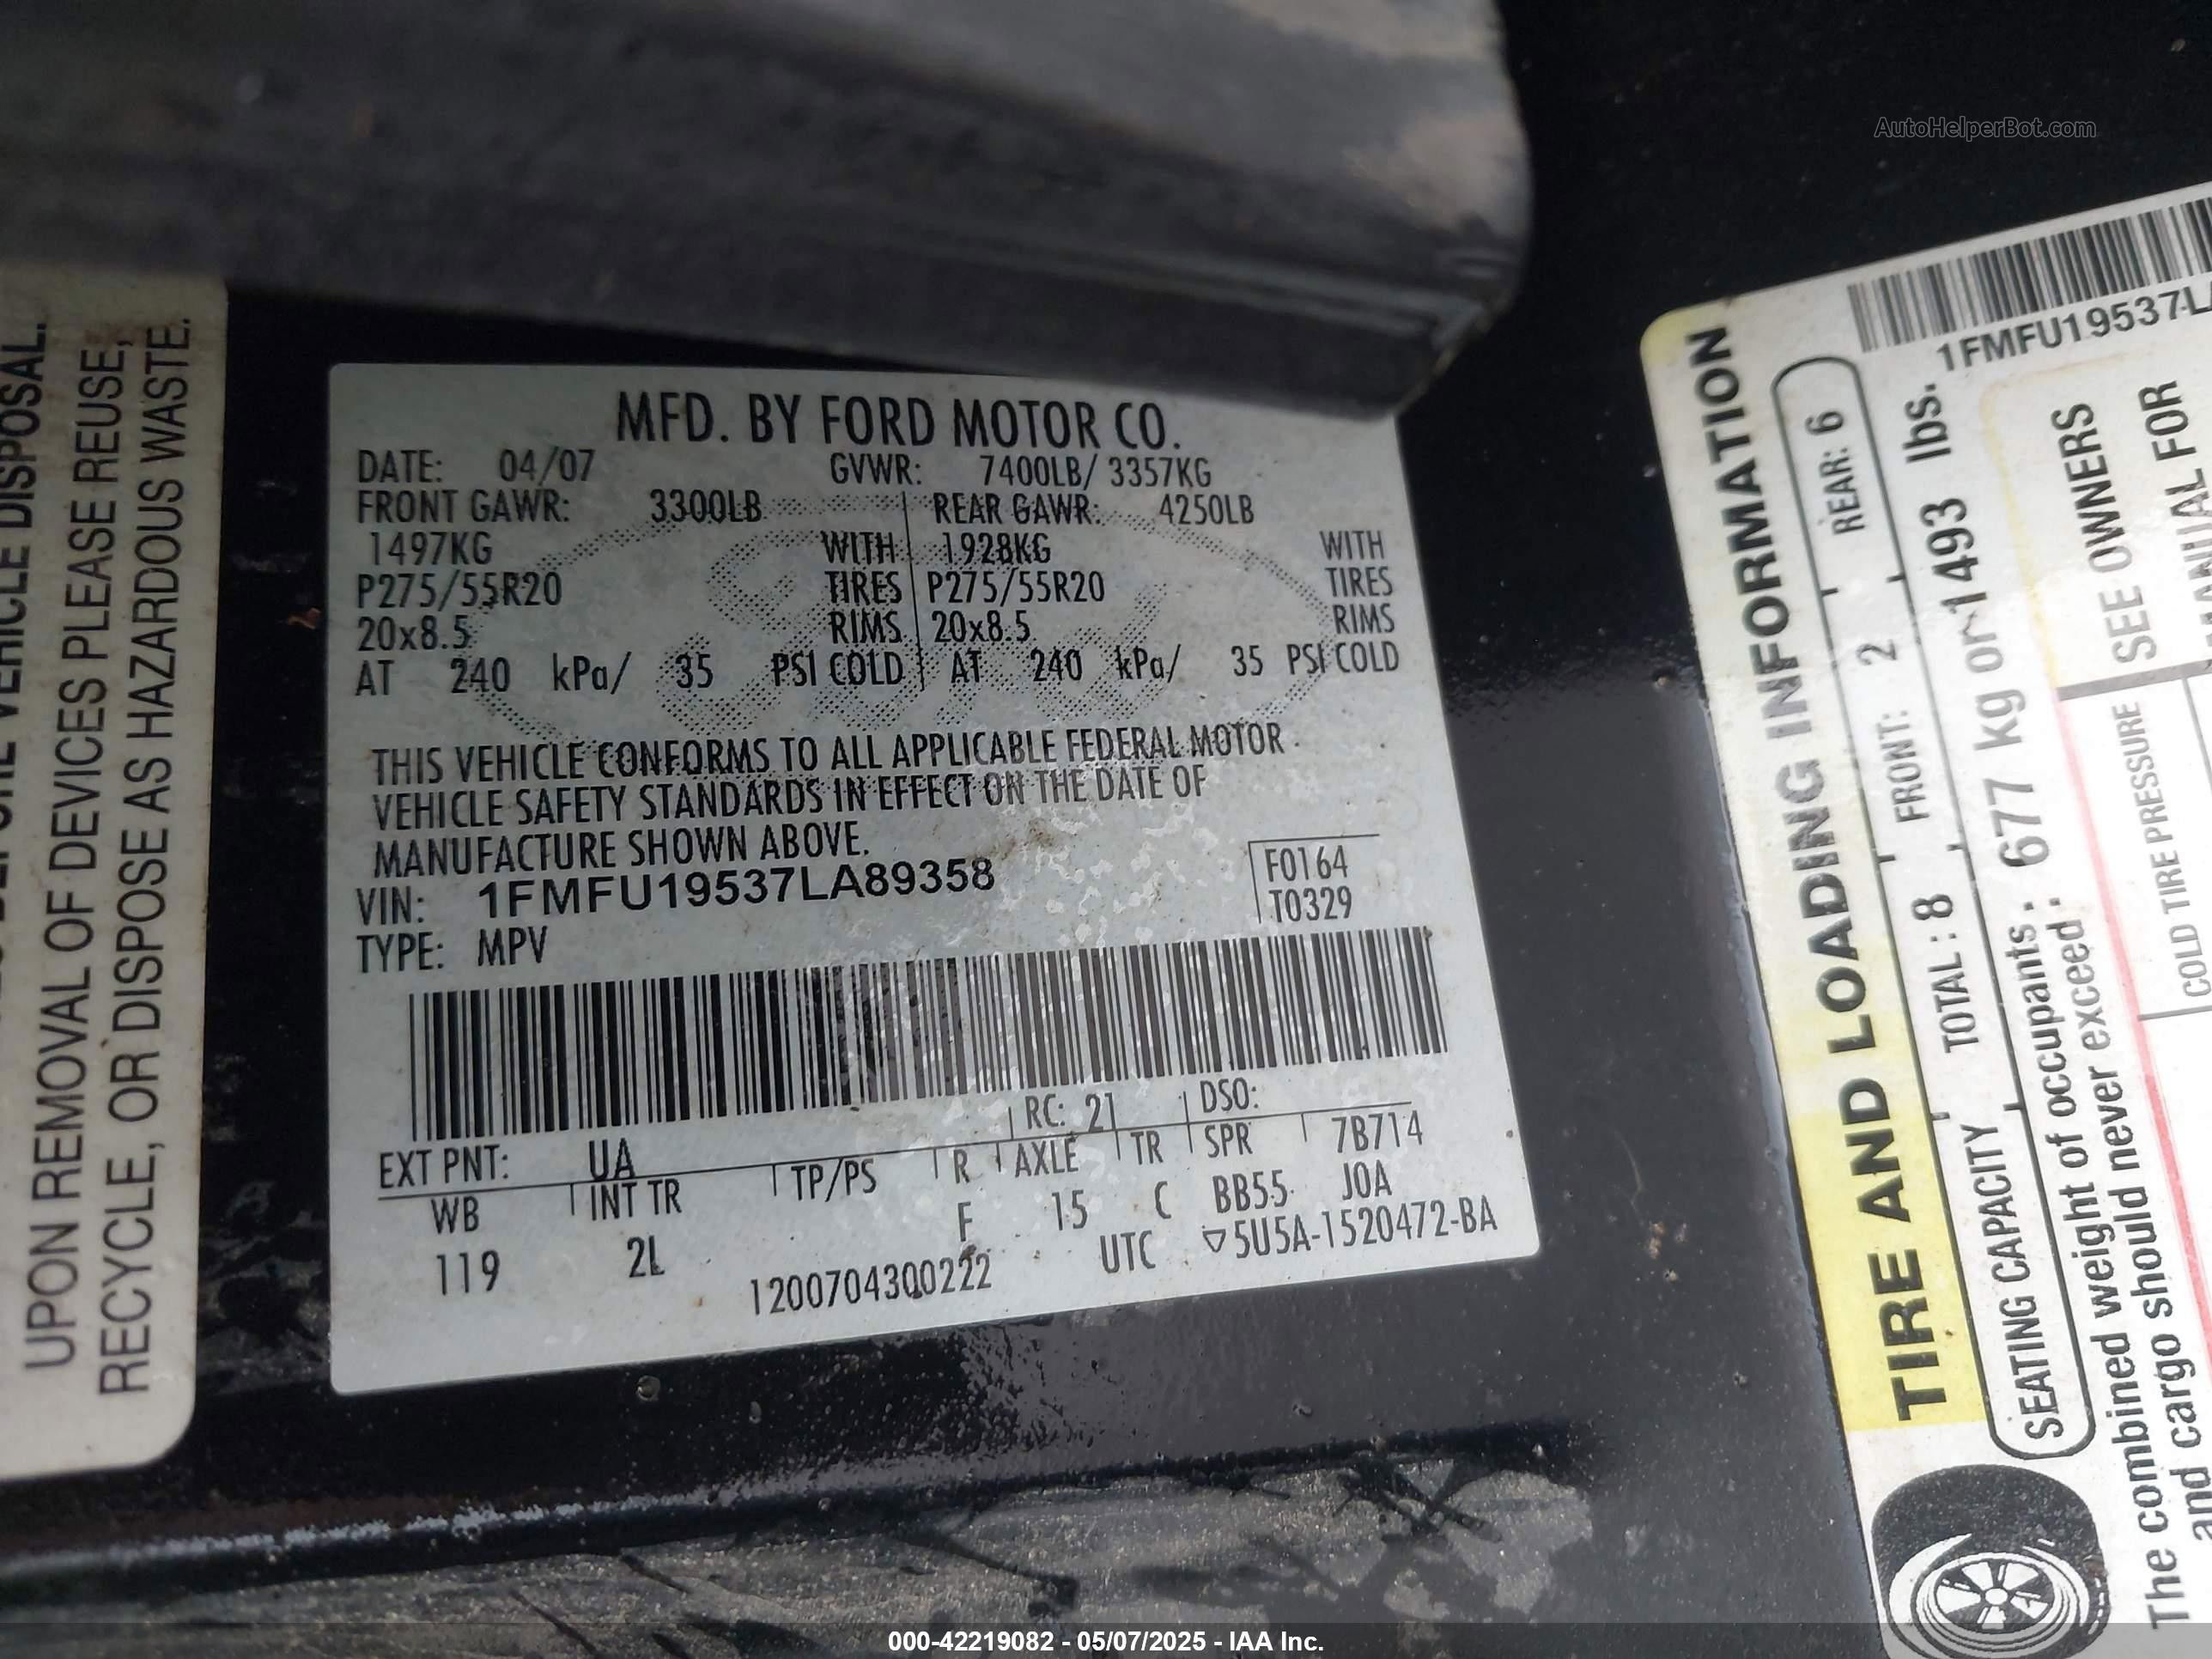 AutoHelperBot.com
VEHICLE DISPOSAL.
UPON REMOVAL OF DEVICES PLEASE REUSE,
RECYCLE, OR DISPOSE AS HAZARDOUS WASTE.
MFD. BY FORD MOTOR CO.
DATE: 04/07 GVWR: 7400LB/ 3357KG
FRONT GAWR: 3300LB REAR GAWR: 4250LB
1497KG WITH 1928KG WITH
P275/55R20 TIRES P275/55R20 TIRES
20x8.5 RIMS 20x8.5 RIMS
AT 240 kPa/ 35 PSI COLD AT 240 kPa/ 35 PSI COLD
THIS VEHICLE CONFORMS TO ALL APPLICABLE FEDERAL MOTOR
VEHICLE SAFETY STANDARDS IN EFFECT ON THE DATE OF
MANUFACTURE SHOWN ABOVE.
VIN: 1FMFU19537LA89358
F0164
T0329
TYPE: MPV
RC: 21 DSO:
EXT PNT: UA
WB INT TR TP/PS R AXLE TR SPR 7B714
119 2L F 15 C BB55 JOA
1200704300222 UTC ▽5U5A-1520472-BA
1FMFU19537L
TIRE AND LOADING INFORMATION
SEATING CAPACITY TOTAL: 8 FRONT: 2 REAR: 6
The combined weight of occupants: 677 kg or 1493 lbs.
and cargo should never exceed:
COLD TIRE PRESSURE
SEE OWNERS
MANUAL FOR
000-42219082 - 05/07/2025 - IAA Inc.